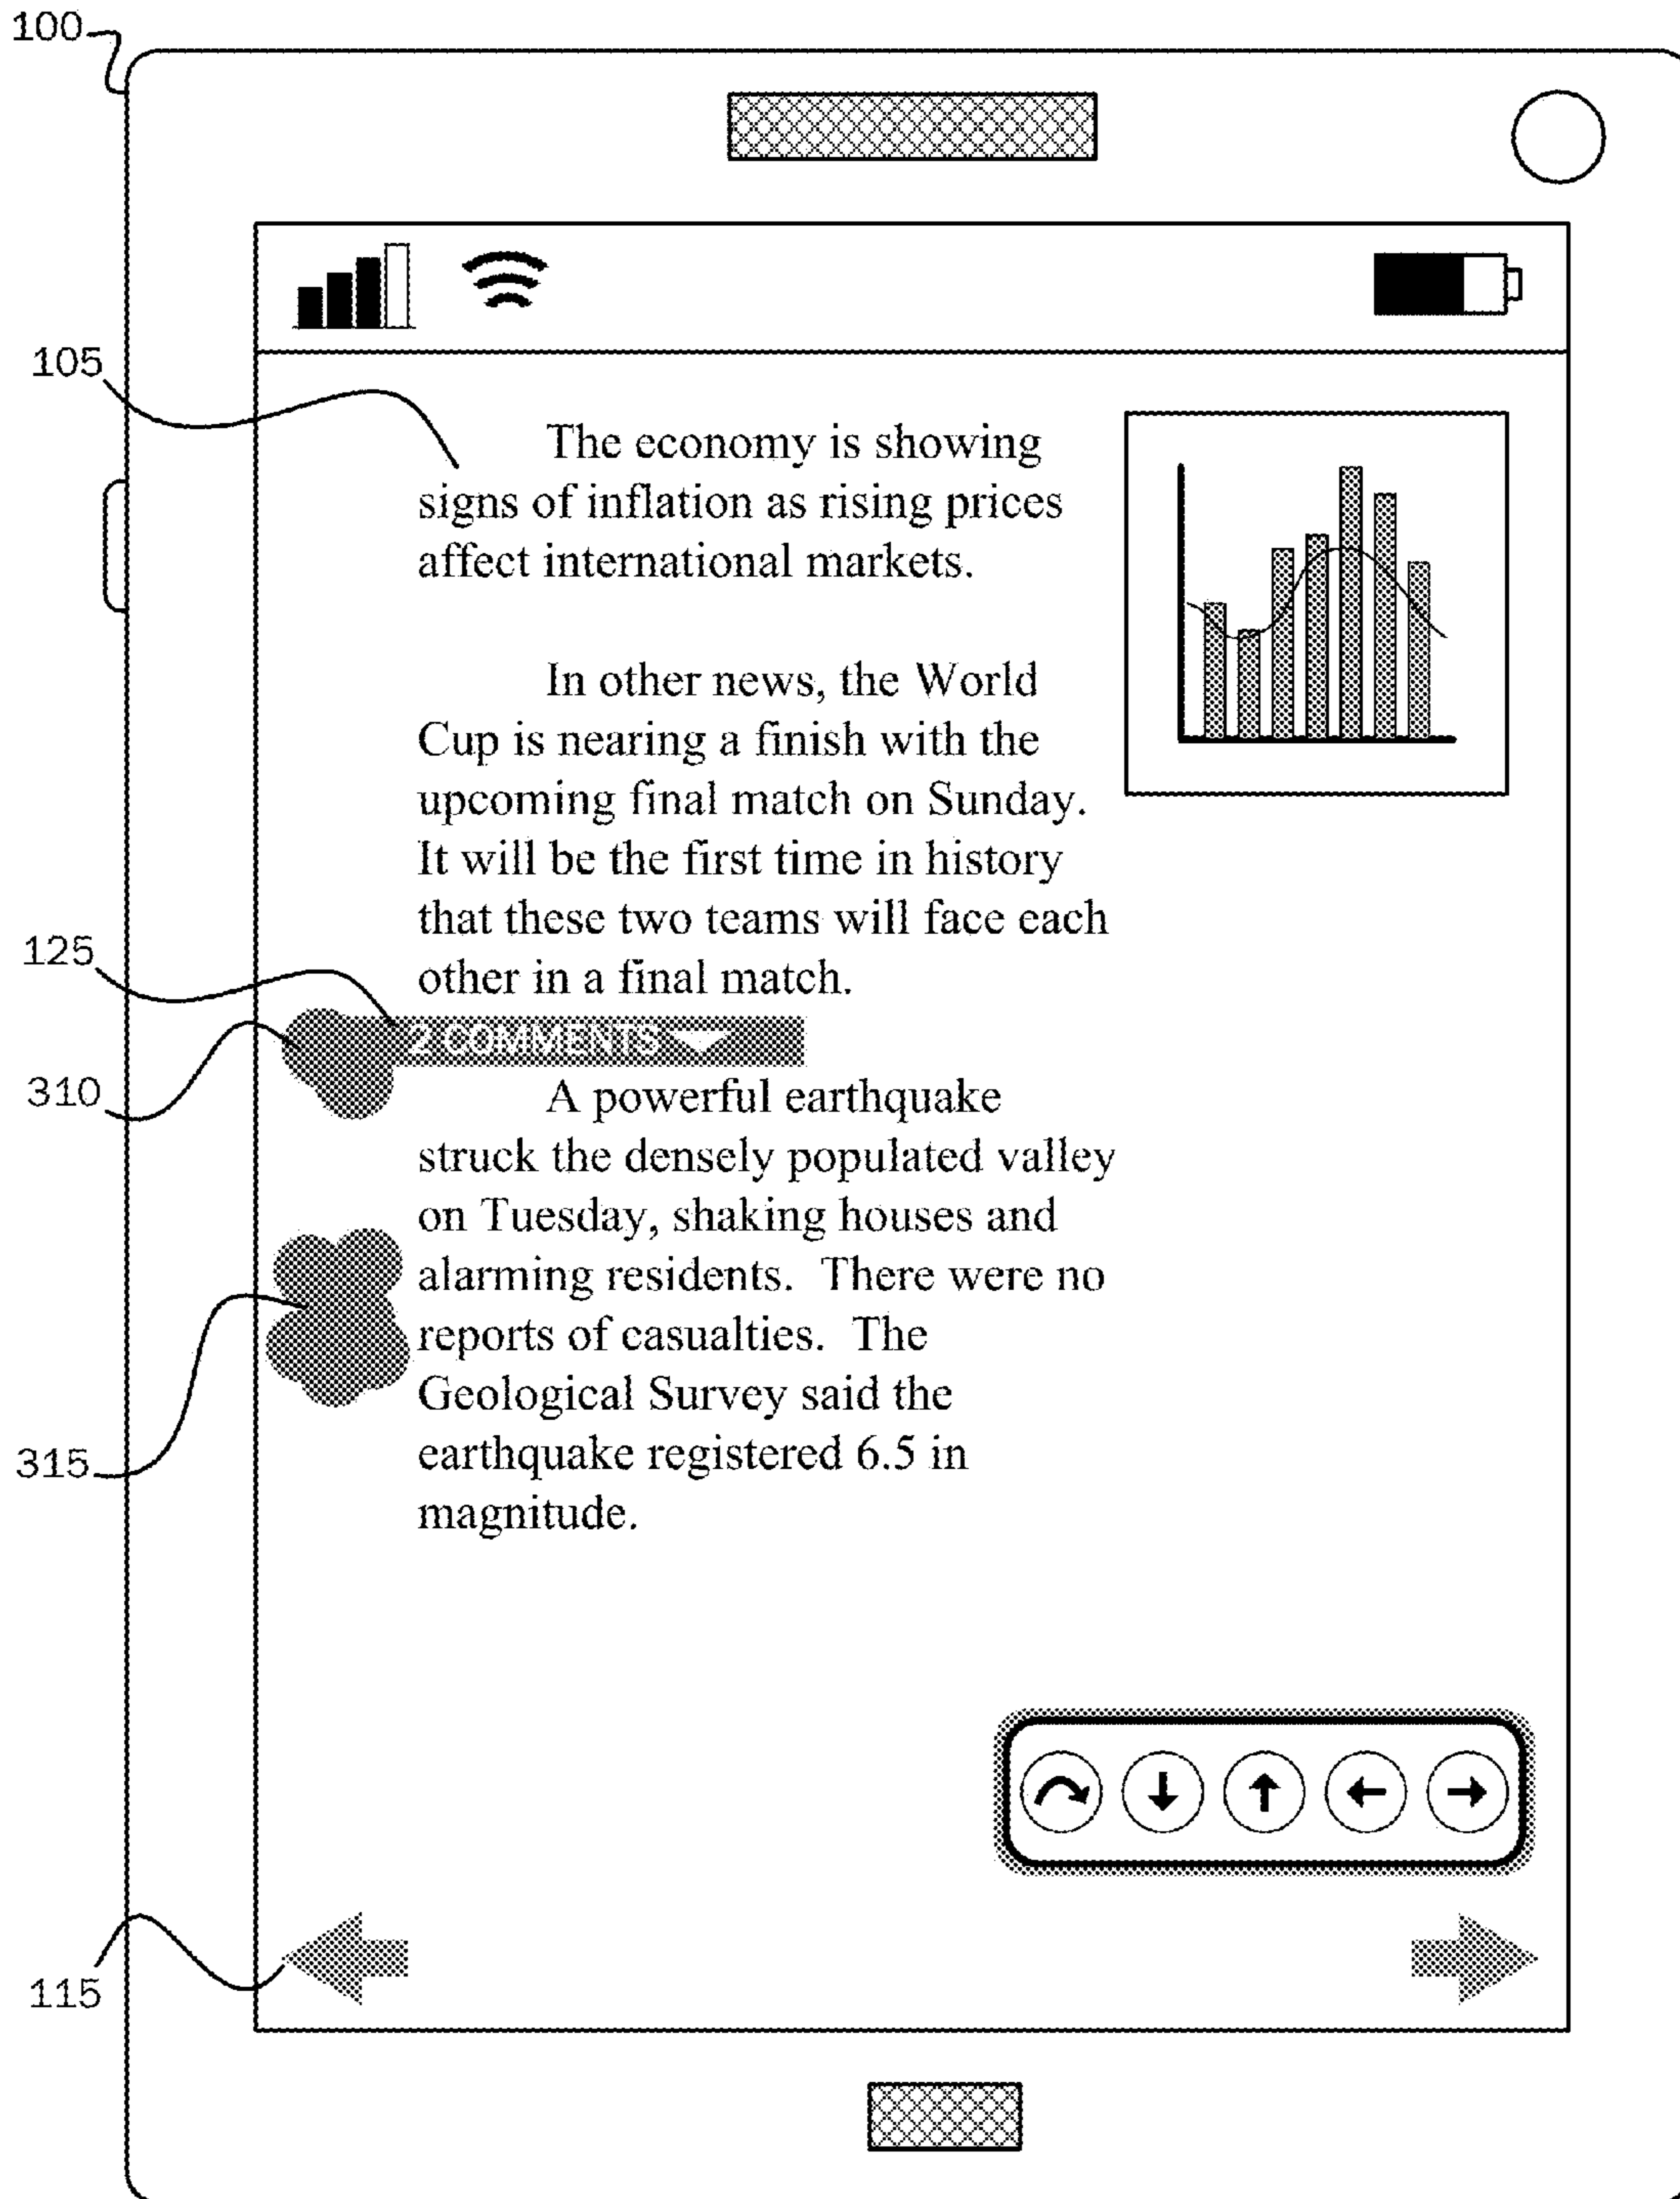 100
105
The economy is showing
signs of inflation as rising prices
affect international markets.
In other news, the World
Cup is nearing a finish with the
upcoming final match on Sunday.
It will be the first time in history
that these two teams will face each
other in a final match.
125
2 COMMENTS
310
A powerful earthquake
struck the densely populated valley
on Tuesday, shaking houses and
alarming residents.  There were no
reports of casualties.  The
Geological Survey said the
earthquake registered 6.5 in
magnitude.
315
115